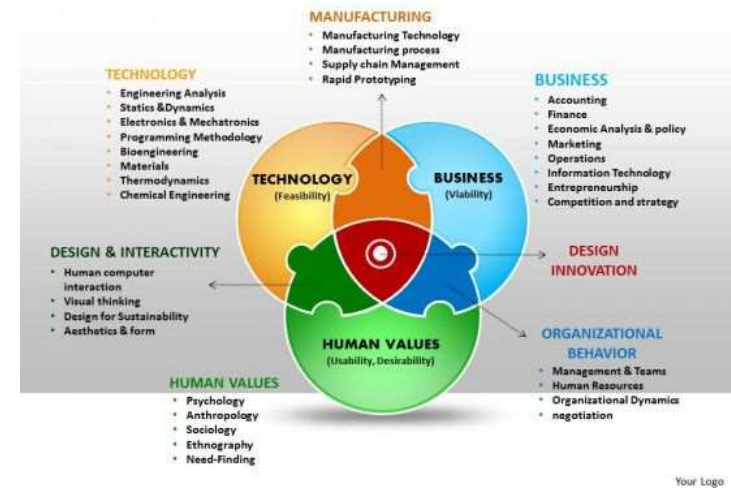 MANUFACTURING
• Manufacturing Technology
• Manufacturing process
• Supply chain Management
• Rapid Prototyping
TECHNOLOGY
• Engineering Analysis
• Statics &Dynamics
• Electronics & Mechatronics
• Programming Methodology
• Bioengineering
• Materials
• Thermodynamics
• Chemical Engineering
BUSINESS
• Accounting
• Finance
• Economic Analysis & policy
• Marketing
• Operations
• Information Technology
• Entrepreneurship
• Competition and strategy
TECHNOLOGY
(Feasibility)
BUSINESS
(Viability)
DESIGN & INTERACTIVITY
• Human computer
interaction
• Visual thinking
• Design for Sustainability
• Aesthetics & form
DESIGN
INNOVATION
HUMAN VALUES
(Usability, Desirability)
ORGANIZATIONAL
BEHAVIOR
• Management & Teams
• Human Resources
• Organizational Dynamics
• negotiation
HUMAN VALUES
• Psychology
• Anthropology
• Sociology
• Ethnography
• Need-Finding
Your Logo